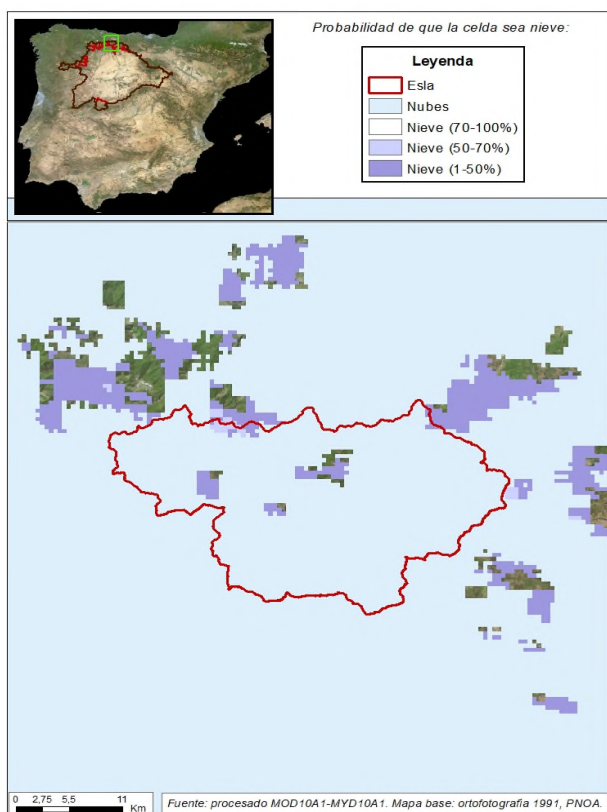 Probabilidad de que la celda sea nieve:
Leyenda
Esla
Nubes
Nieve (70-100%)
Nieve (50-70%)
Nieve (1-50%)
0 2,75 5,5 11
Km
Fuente: procesado MOD10A1-MYD10A1. Mapa base: ortofotografia 1991, PNOA